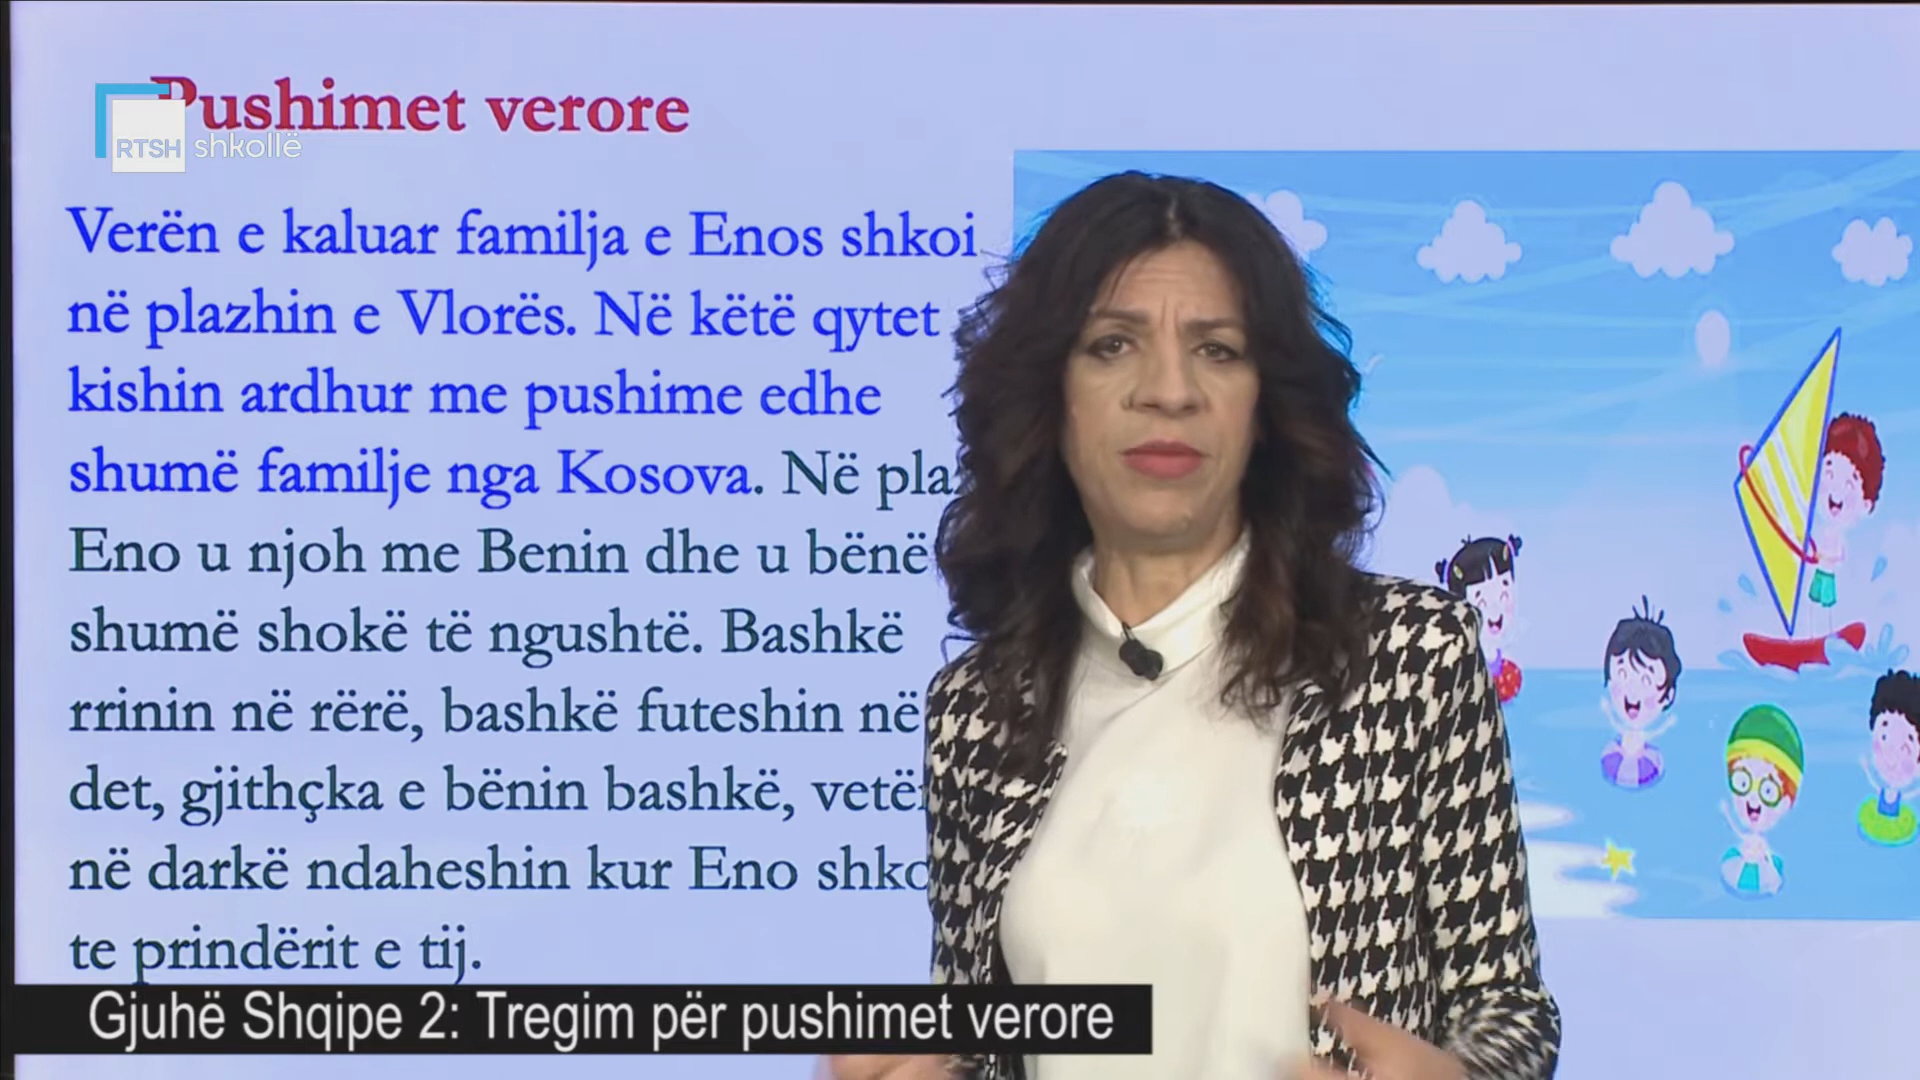 Pushimet verore
RTSH shkollë
Verën e kaluar familja e Enos shkoi
në plazhin e Vlorës. Në këtë qytet
kishin ardhur me pushime edhe
shumë familje nga Kosova. Në
Eno u njoh me Benin dhe u bënë
shumë shokë të ngushtë. Bashkë
rrinin në rërë, bashkë futeshin në
det, gjithçka e bënin bashkë,
në darkë ndaheshin kur Eno
te prindërit e tij.
Gjuhë Shqipe 2: Tregim për pushimet verore